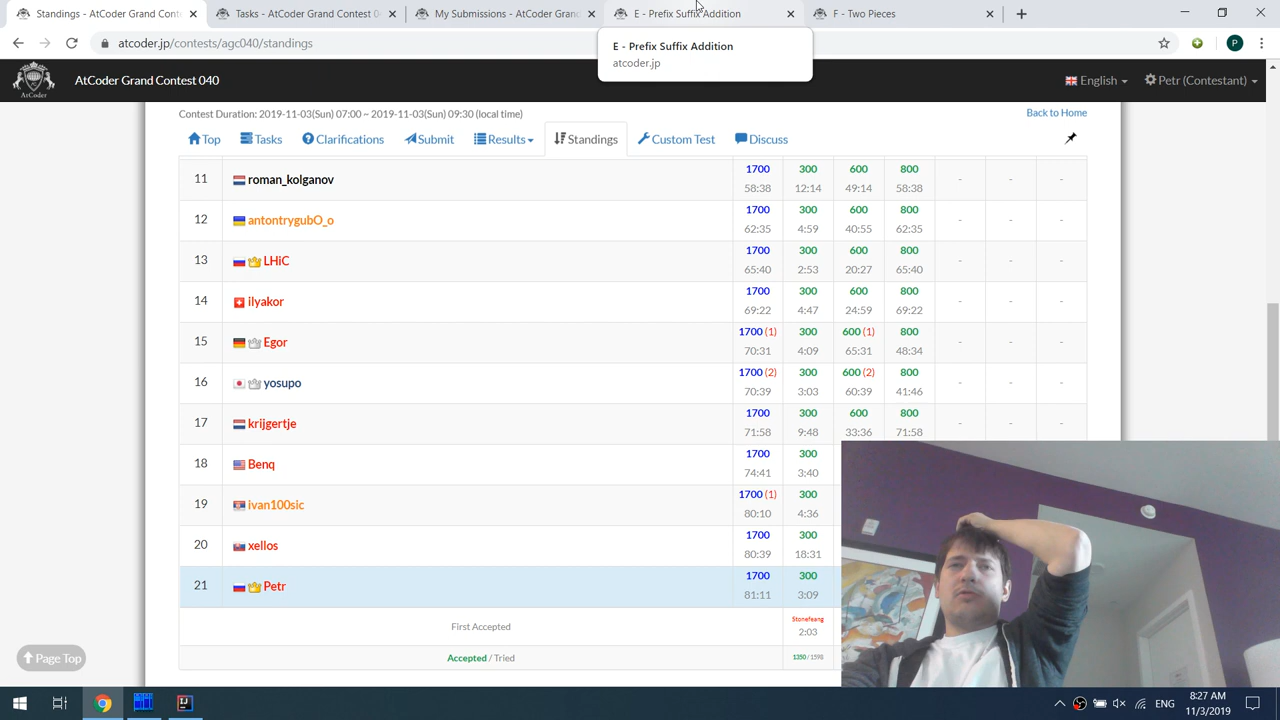 Standings - AtCoder Grand Cont
Tasks - AtCoder Grand Contest 0
My Submissions - AtCoder Grand
E - Prefix Suffix Addition
F - Two Pieces
atcoder.jp/contests/agc040/standings
E - Prefix Suffix Addition
atcoder.jp
AtCoder Grand Contest 040
English
Petr (Contestant)
Contest Duration: 2019-11-03(Sun) 07:00 ~ 2019-11-03(Sun) 09:30 (local time)
Back to Home
Top
Tasks
Clarifications
Submit
Results
Standings
Custom Test
Discuss
11 roman_kolganov 1700 300 600 800 - - -
58:38 12:14 49:14 58:38
12 antontrygubO_o 1700 300 600 800 - - -
62:35 4:59 40:55 62:35
13 LHiC 1700 300 600 800 - - -
65:40 2:53 20:27 65:40
14 ilyakor 1700 300 600 800 - - -
69:22 4:47 24:59 69:22
15 Egor 1700 (1) 300 600 (1) 800 - - -
70:31 4:09 65:31 48:34
16 yosupo 1700 (2) 300 600 (2) 800 - - -
70:39 3:03 60:39 41:46
17 krijgertje 1700 300 600 800 - - -
71:58 9:48 33:36 71:58
18 Benq 1700 300
74:41 3:40
19 ivan100sic 1700 (1) 300
80:10 4:36
20 xellos 1700 300
80:39 18:31
21 Petr 1700 300
81:11 3:09
First Accepted
Stonefeang
2:03
Accepted / Tried
1350 / 1598
Page Top
ENG
8:27 AM
11/3/2019